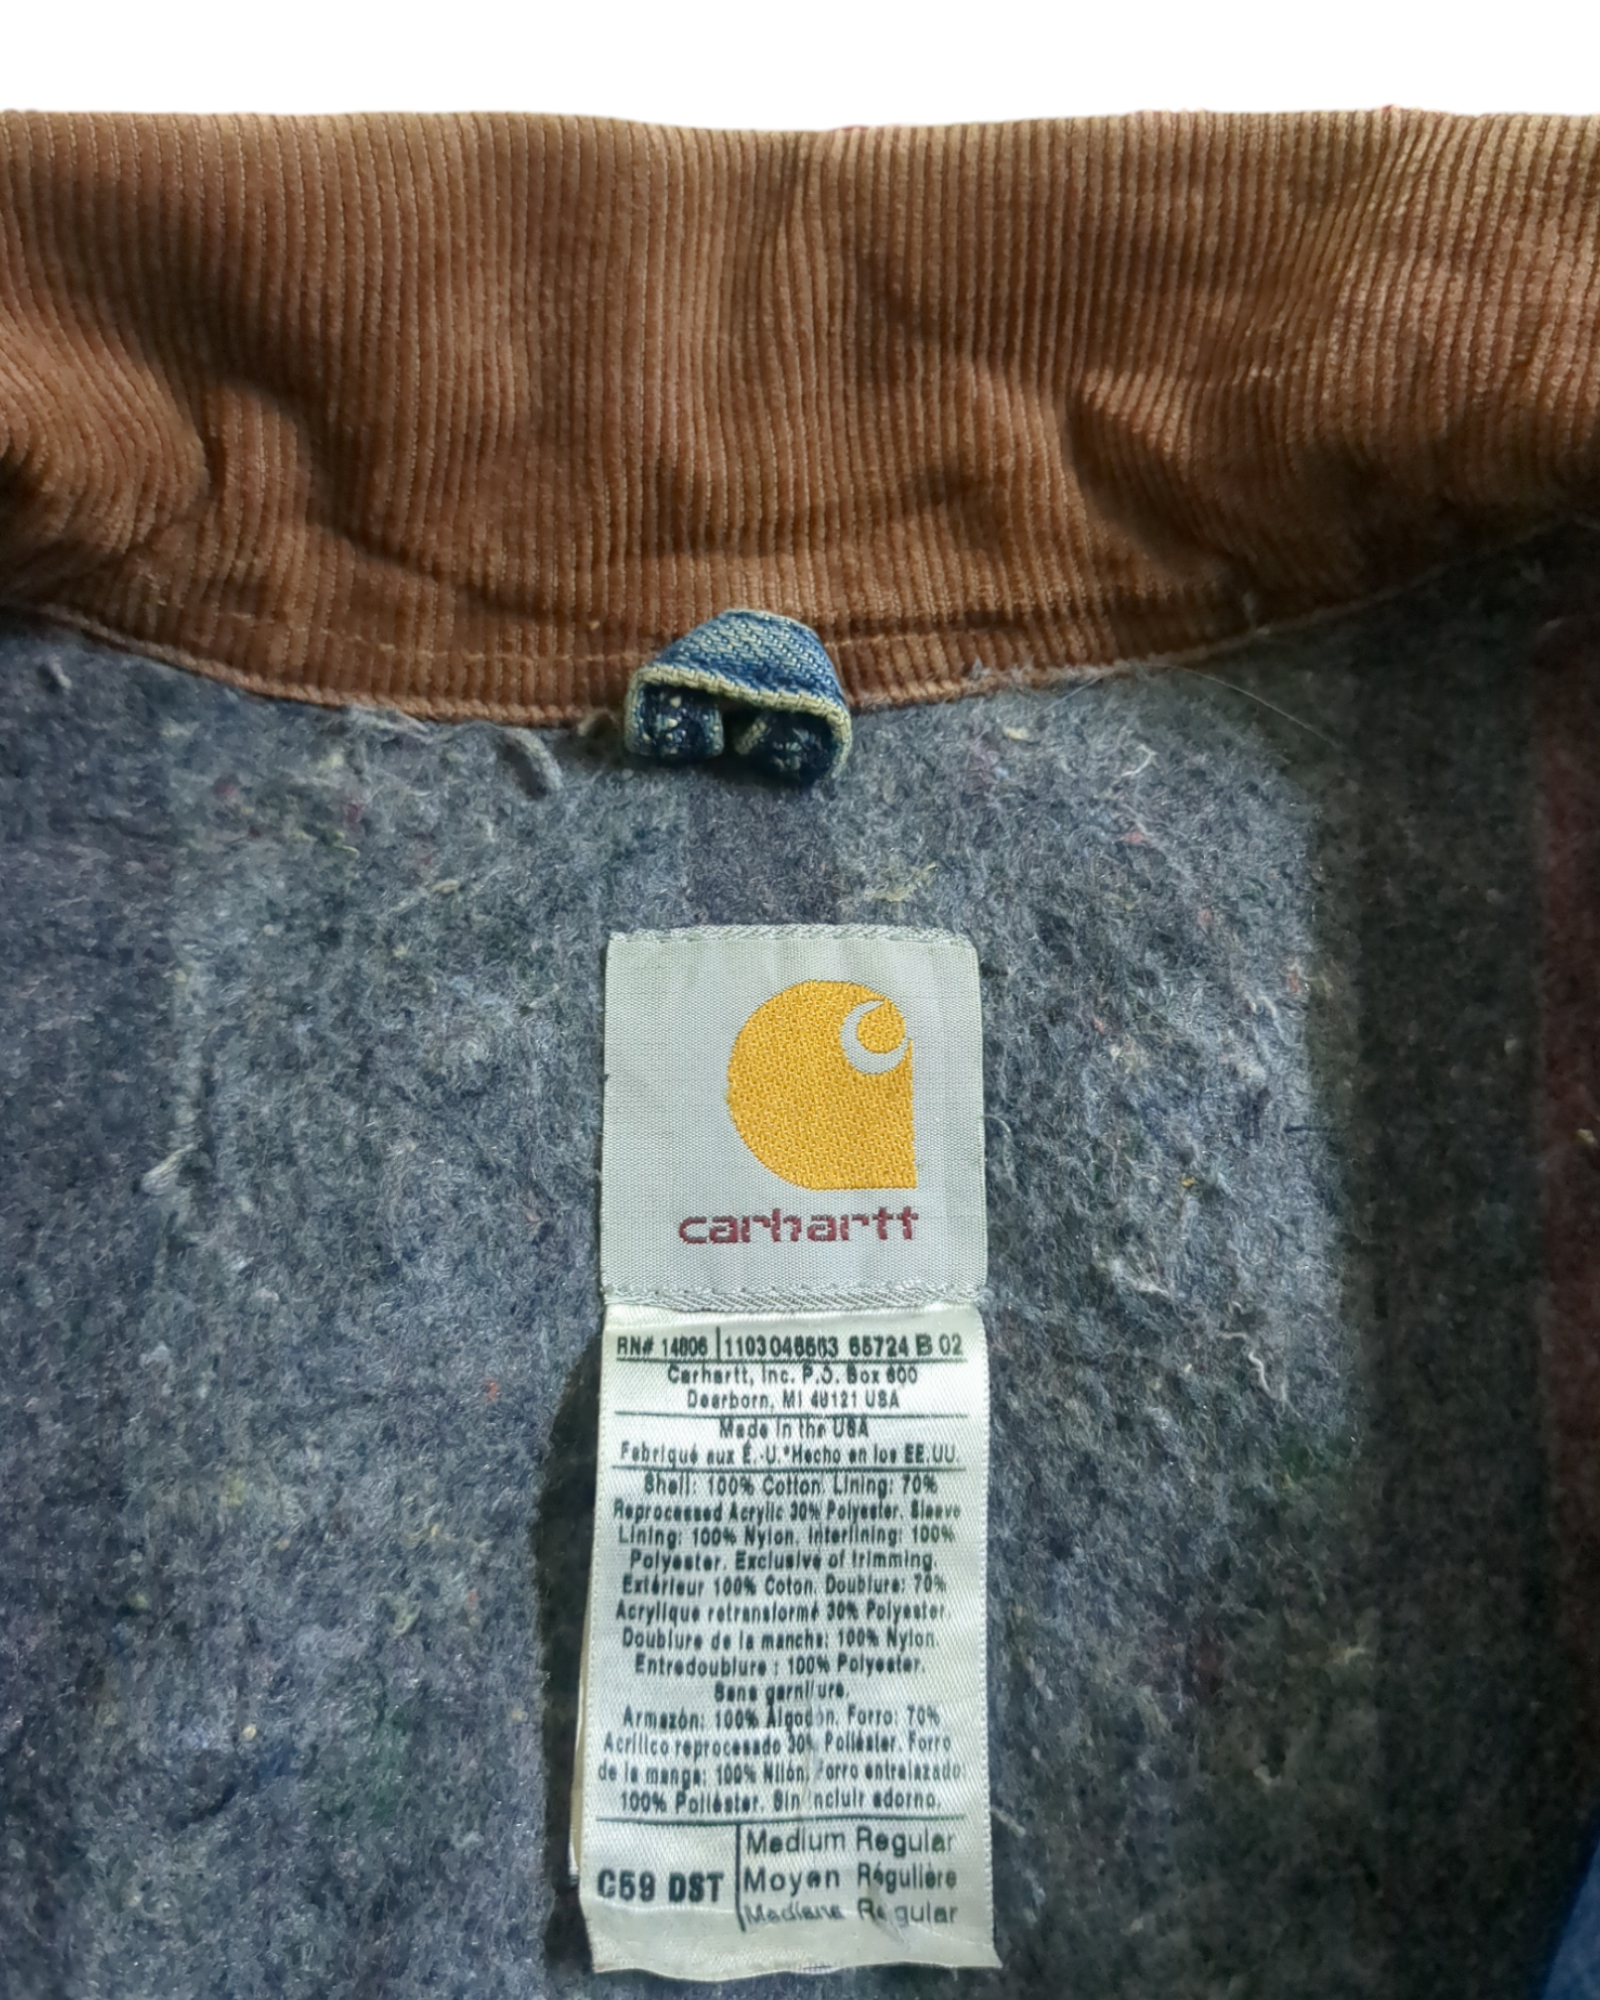 carhartt
RN# 14806 1103046563 65724 B 02
Carhartt, Inc. P.O. Box 600
Dearborn, MI 48121 USA
Made in the USA
Fabriqué aux É.-U.*Hecho en los EE.UU.
Shell: 100% Cotton. Lining: 70%
Reprocessed Acrylic 30% Polyester. Sleeve
Lining: 100% Nylon. Interlining: 100%
Polyester. Exclusive of trimming.
Extérieur 100% Coton. Doublure: 70%
Acrylique retransformé 30% Polyester.
Doublure de la manche: 100% Nylon.
Entredoublure : 100% Polyester.
Sans garniture.
Armazón: 100% Algodón. Forro: 70%
Acrílico reprocesado 30% Poliéster. Forro
de la manga: 100% Nilón. Forro entrelazado:
100% Poliéster. Sin incluir adorno.
C59 DST
Medium Regular
Moyen Régulière
Mediana Regular